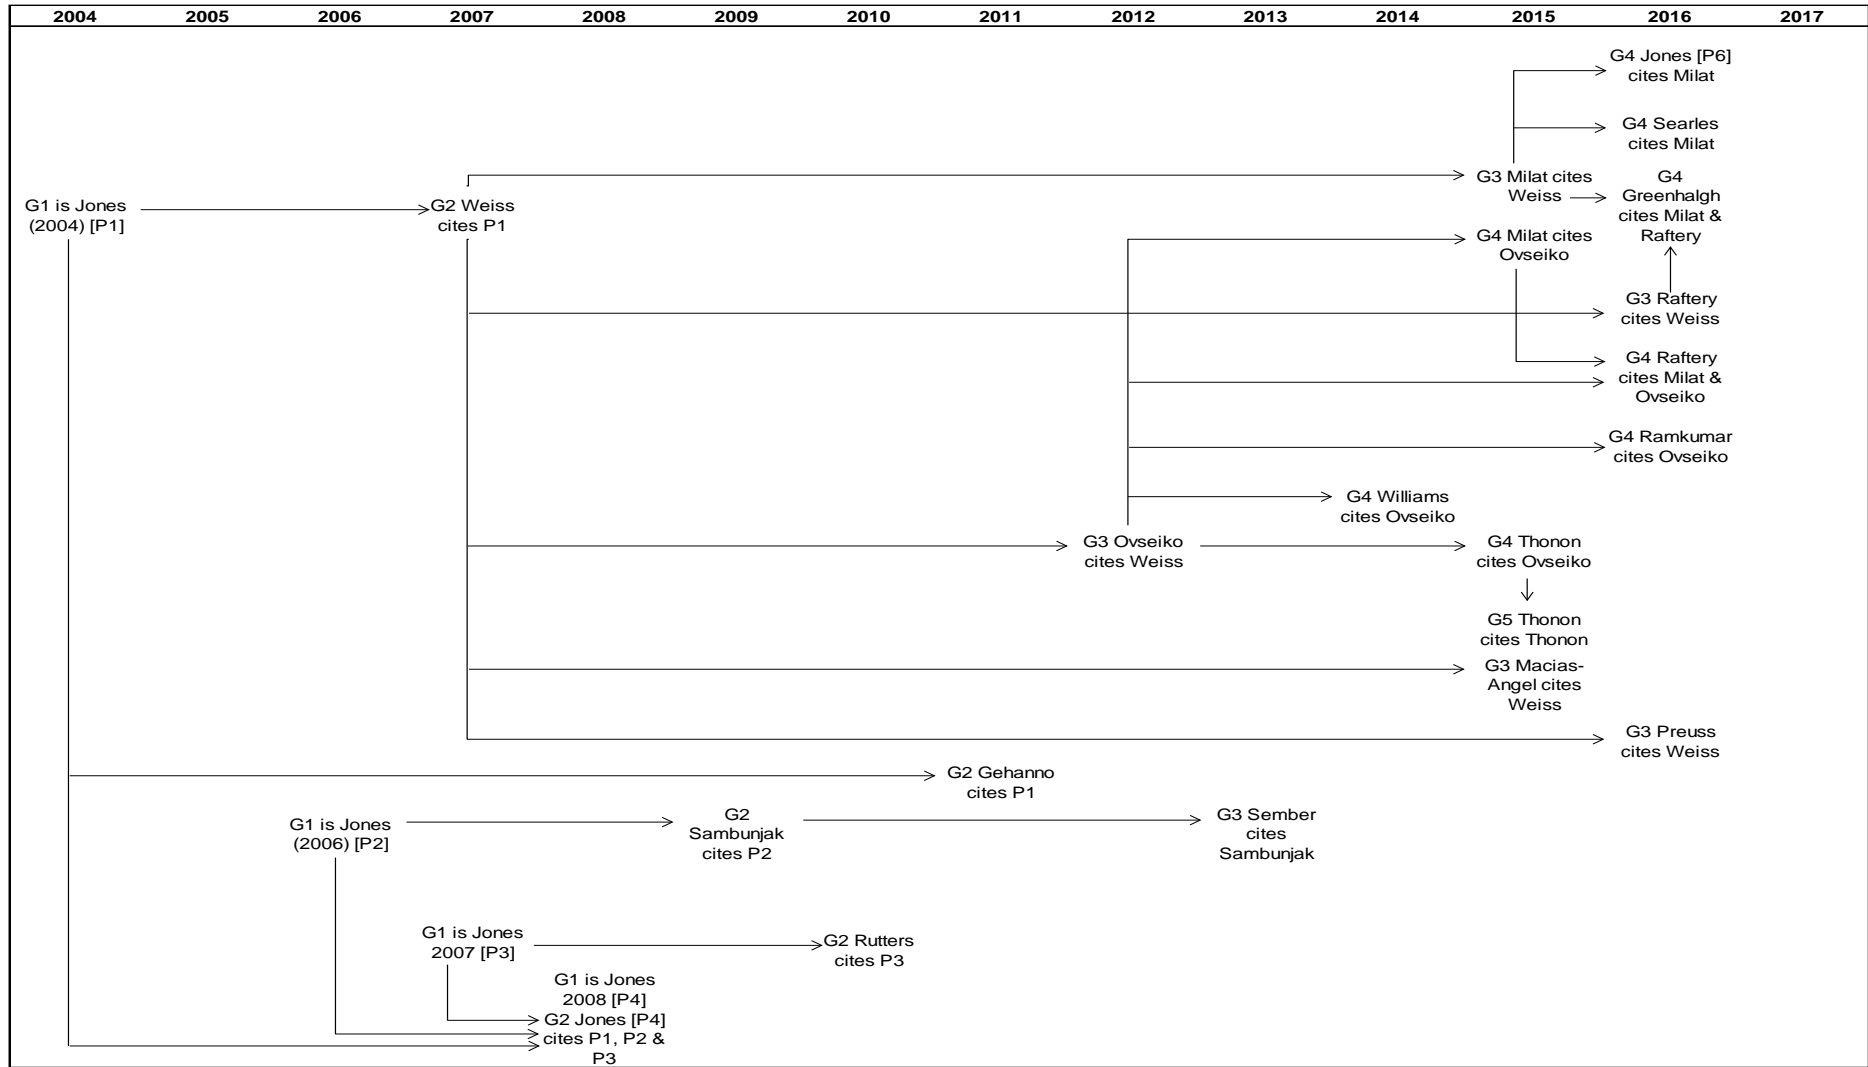 2004 2005 2006 2007 2008 2009 2010 2011 2012 2013 2014 2015 2016 2017
G4 Jones [P6]
cites Milat
G4 Searles
cites Milat
G3 Milat cites
Weiss
G4
Greenhalgh
cites Milat &
Raftery
G1 is Jones
(2004) [P1]
G2 Weiss
cites P1
G4 Milat cites
Ovseiko
G3 Raftery
cites Weiss
G4 Raftery
cites Milat &
Ovseiko
G4 Ramkumar
cites Ovseiko
G4 Williams
cites Ovseiko
G3 Ovseiko
cites Weiss
G4 Thonon
cites Ovseiko
G5 Thonon
cites Thonon
G3 Macias-
Angel cites
Weiss
G3 Preuss
cites Weiss
G2 Gehanno
cites P1
G1 is Jones
(2006) [P2]
G2
Sambunjak
cites P2
G3 Sember
cites
Sambunjak
G1 is Jones
2007 [P3]
G2 Rutters
cites P3
G1 is Jones
2008 [P4]
G2 Jones [P4]
cites P1, P2 &
P3